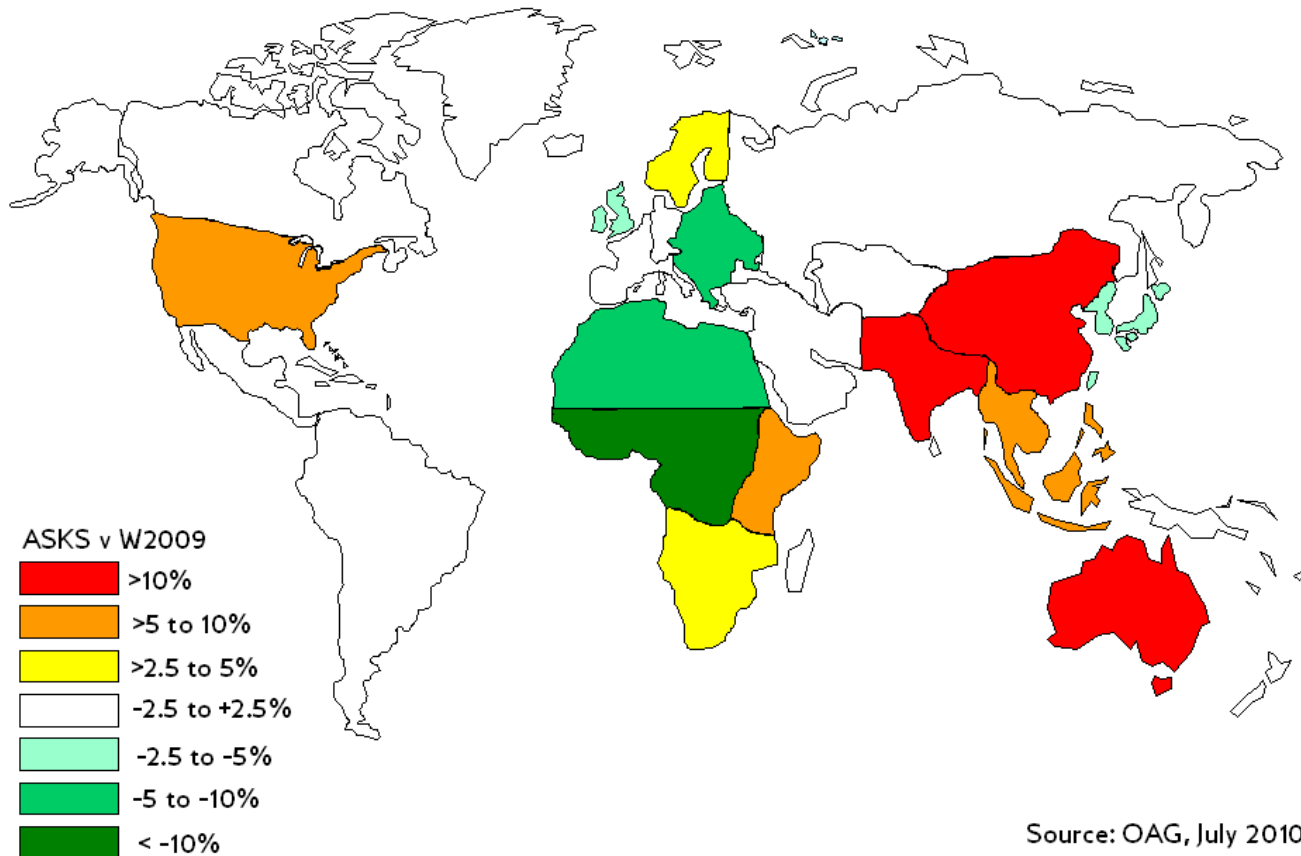 ASKS v W2009
>10%
>5 to 10%
>2.5 to 5%
-2.5 to +2.5%
-2.5 to -5%
-5 to -10%
< -10%
Source: OAG, July 2010